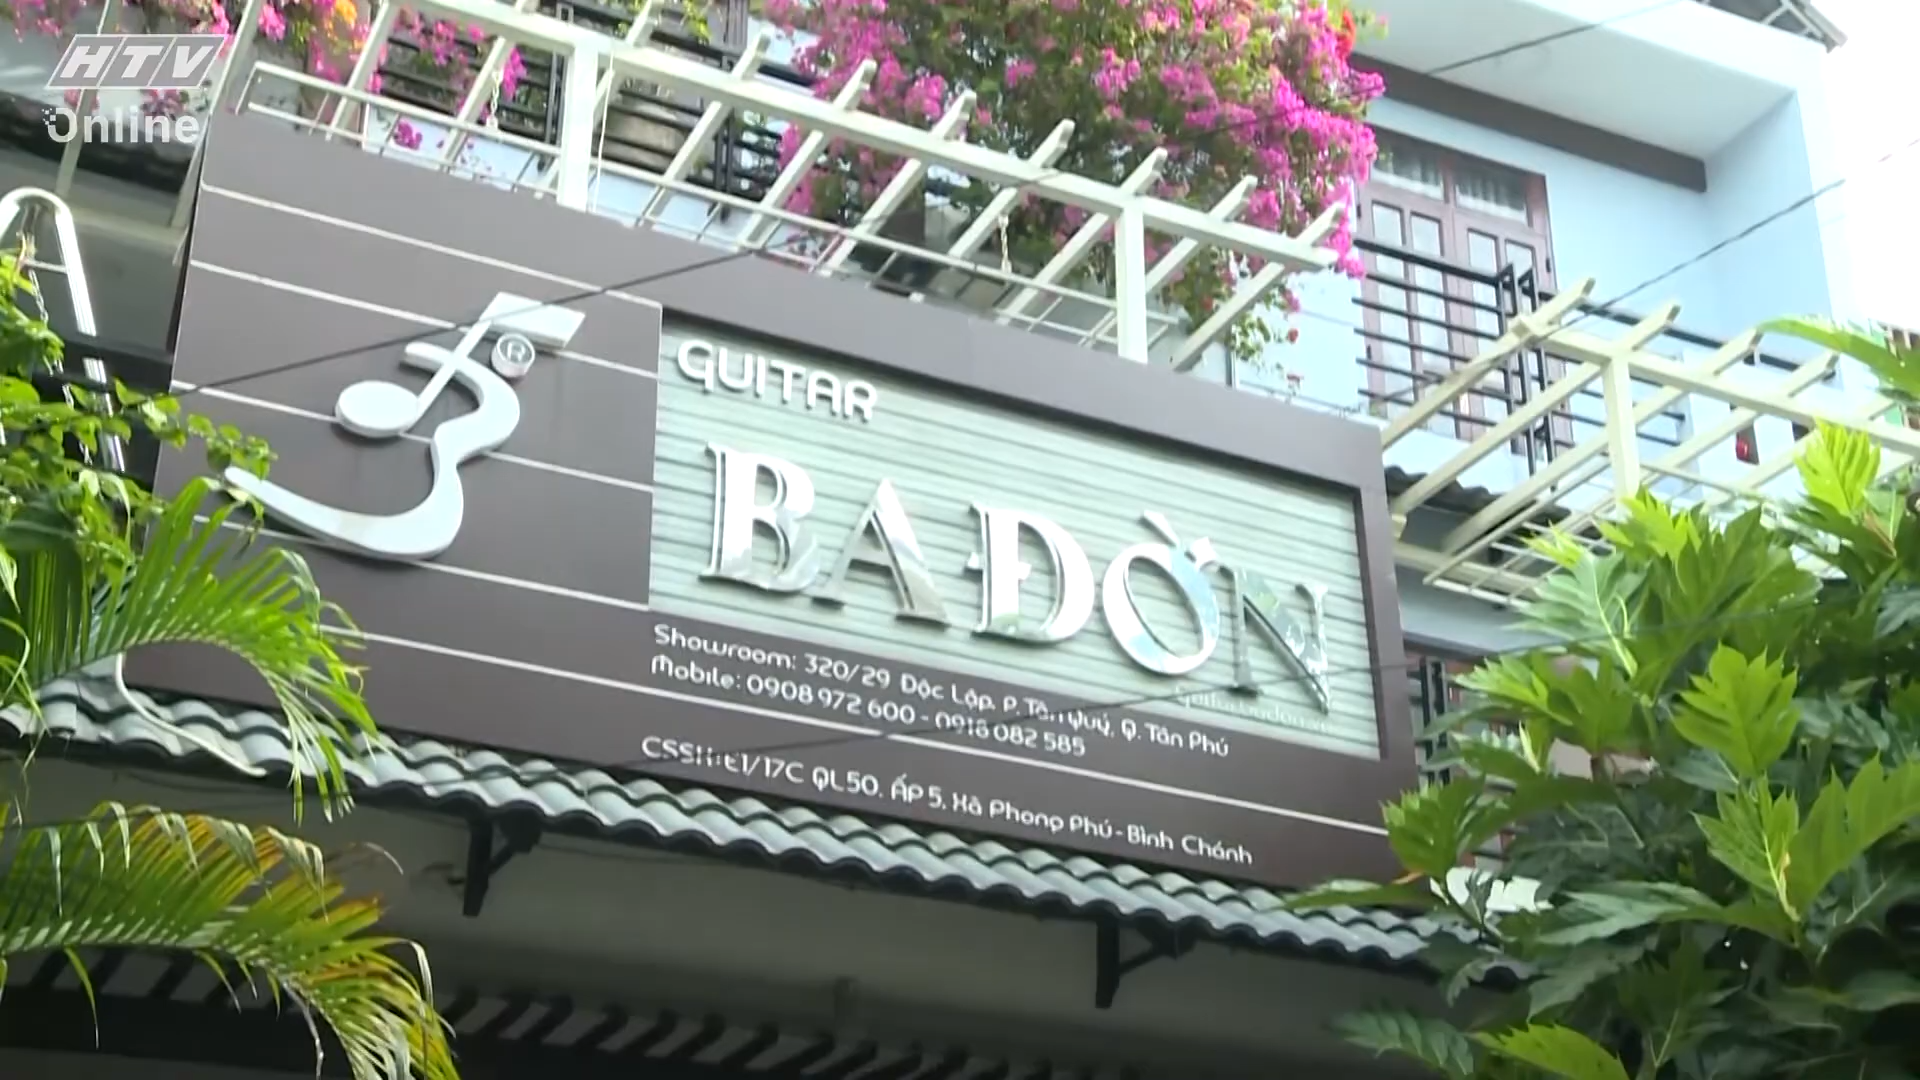 HTV
Online
®
GUITAR
BA ĐỜN
Showroom: 320/29 Độc Lập, P. Tân Quý, Q. Tân Phú
Mobile: 0908 972 600 - 0918 082 585
CSSX: E1/17C QL50, ẤP 5, Xã Phong Phú - Bình Chánh